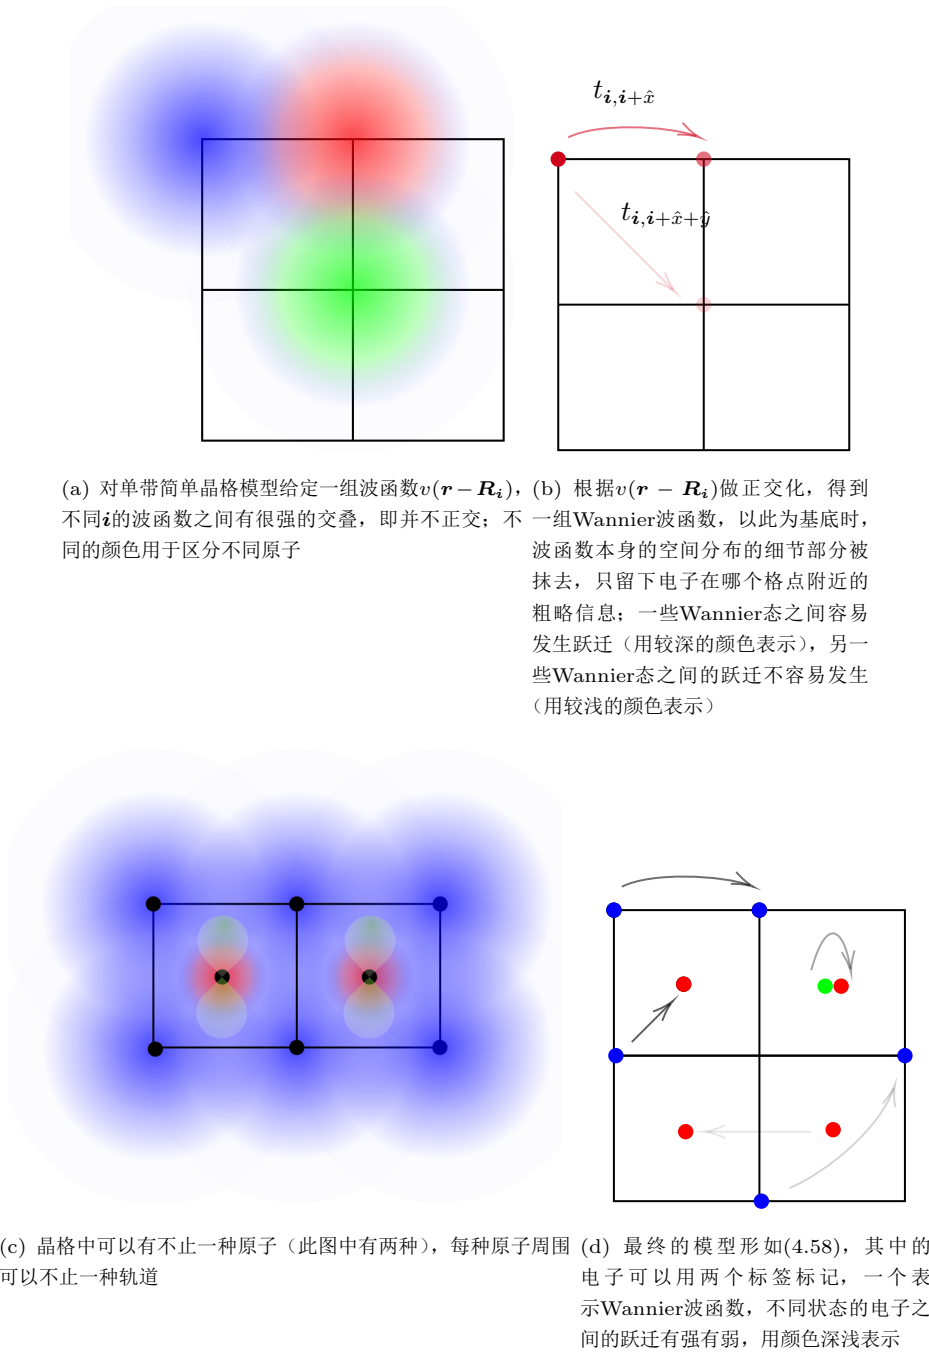 t_{i,i+x̂}
t_{i,i+x̂+ŷ}
(a) 对单带简单晶格模型给定一组波函数v(r − R_i),
不同i的波函数之间有很强的交叠，即并不正交；不
同的颜色用于区分不同原子
(b) 根据v(r − R_i)做正交化，得到
一组Wannier波函数，以此为基底时，
波函数本身的空间分布的细节部分被
抹去，只留下电子在哪个格点附近的
粗略信息；一些Wannier态之间容易
发生跃迁（用较深的颜色表示），另一
些Wannier态之间的跃迁不容易发生
（用较浅的颜色表示）
(c) 晶格中可以有不止一种原子（此图中有两种），每种原子周围
可以不止一种轨道
(d) 最终的模型形如(4.58)，其中的
电子可以用两个标签标记，一个表
示Wannier波函数，不同状态的电子之
间的跃迁有强有弱，用颜色深浅表示